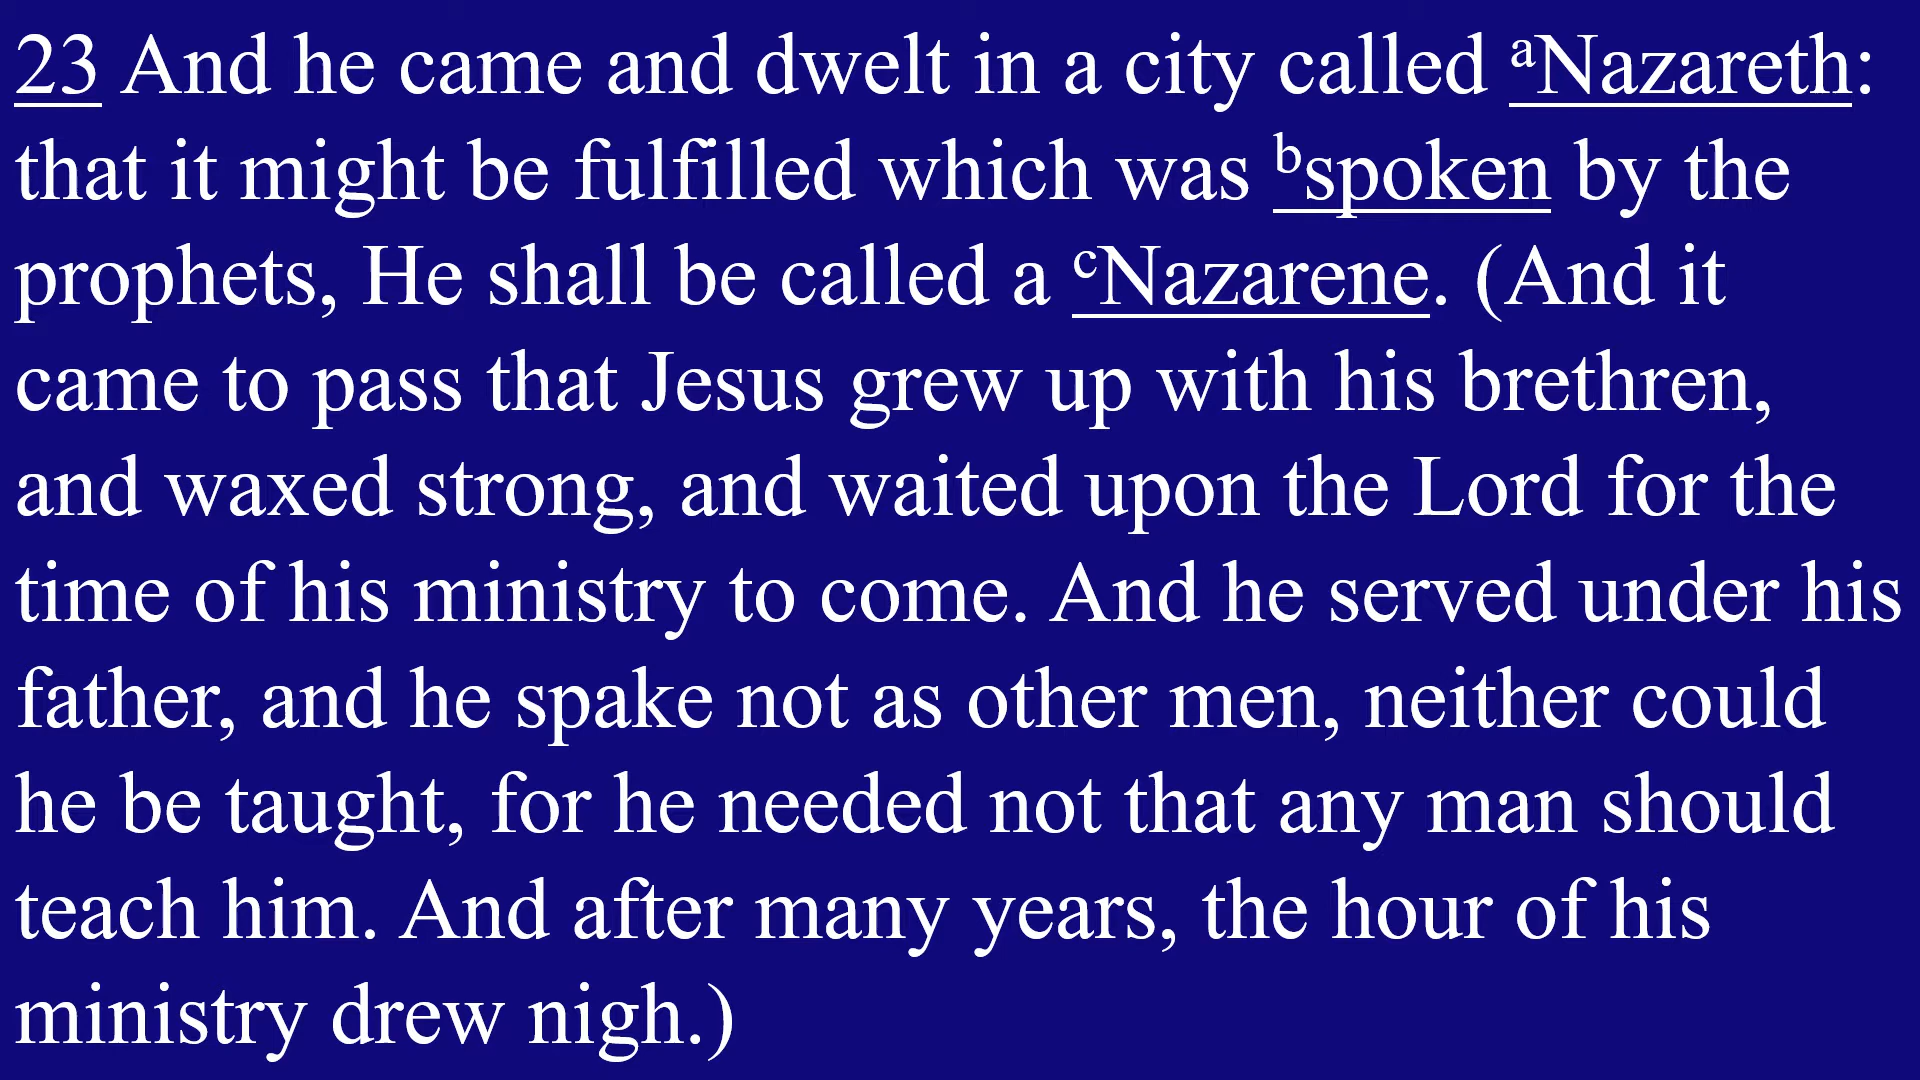 23 And he came and dwelt in a city called aNazareth:
that it might be fulfilled which was bspoken by the
prophets, He shall be called a cNazarene. (And it
came to pass that Jesus grew up with his brethren,
and waxed strong, and waited upon the Lord for the
time of his ministry to come. And he served under his
father, and he spake not as other men, neither could
he be taught, for he needed not that any man should
teach him. And after many years, the hour of his
ministry drew nigh.)